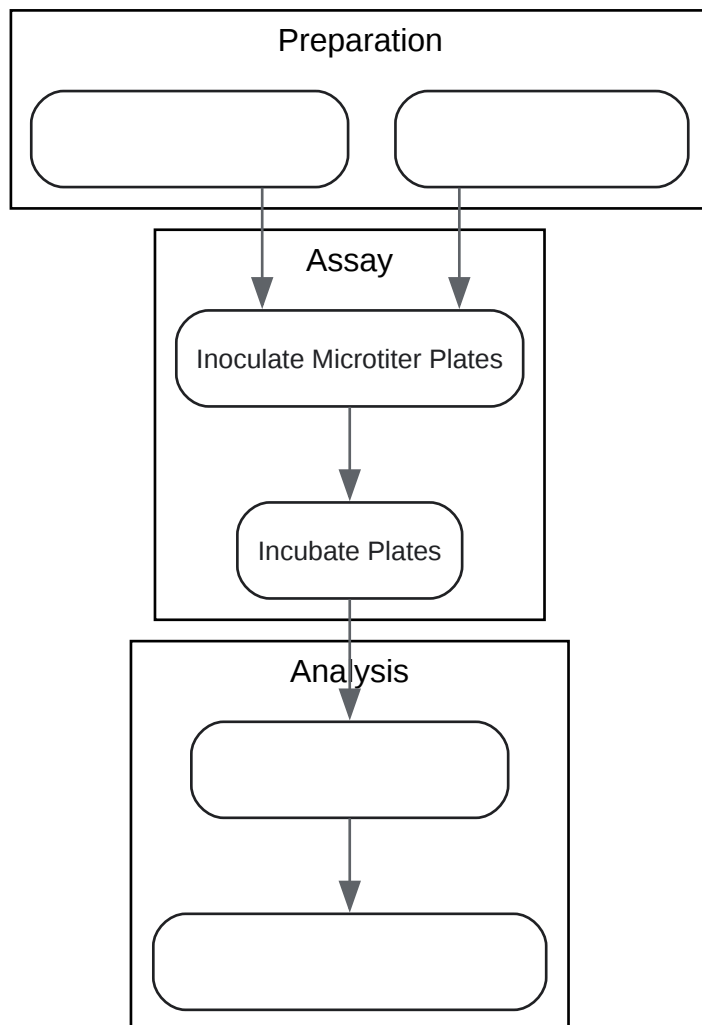 Preparation
Assay
Inoculate Microtiter Plates
Incubate Plates
Analysis